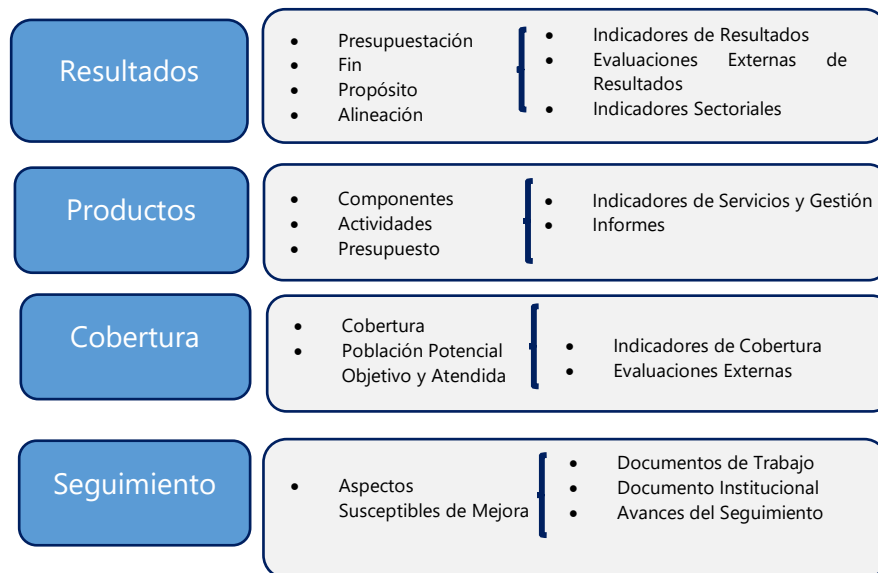 Resultados
• Presupuestación
• Fin
• Propósito
• Alineación
• Indicadores de Resultados
• Evaluaciones Externas de
Resultados
• Indicadores Sectoriales
Productos
• Componentes
• Actividades
• Presupuesto
• Indicadores de Servicios y Gestión
• Informes
Cobertura
• Cobertura
• Población Potencial
Objetivo y Atendida
• Indicadores de Cobertura
• Evaluaciones Externas
Seguimiento
• Aspectos
Susceptibles de Mejora
• Documentos de Trabajo
• Documento Institucional
• Avances del Seguimiento